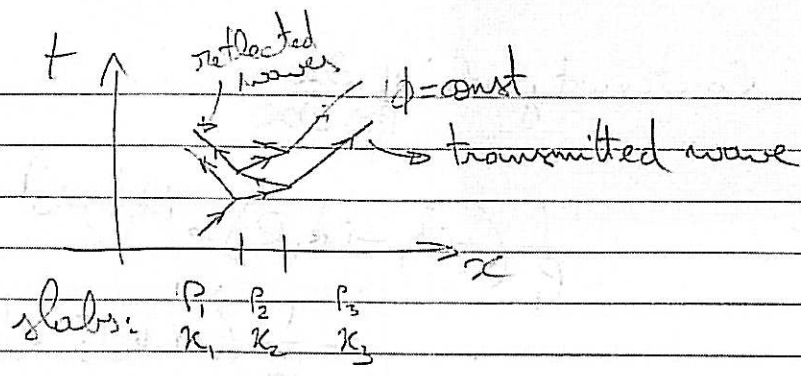 t
reflected
waves
ϕ=const
transmitted wave
x
slabs: ρ₁ ρ₂ ρ₃
κ₁ κ₂ κ₃